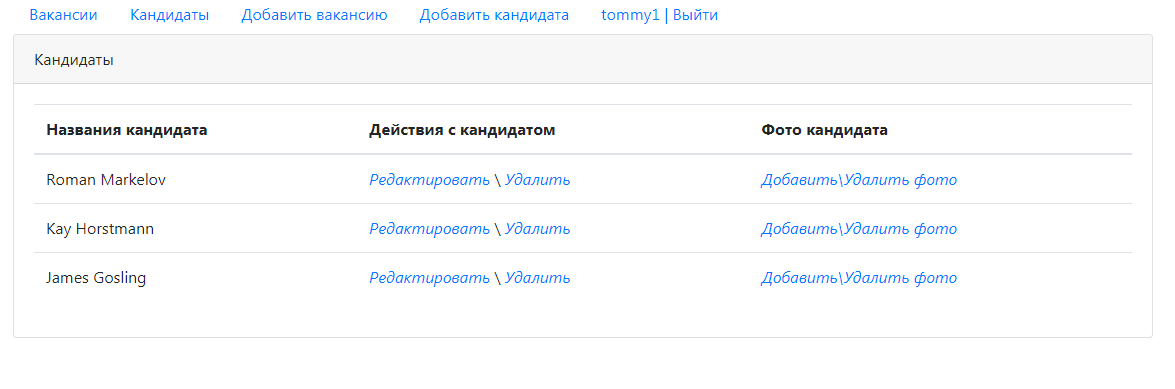 Вакансии Кандидаты Добавить вакансию Добавить кандидата tommy1 | Выйти
Кандидаты
Названия кандидата Действия с кандидатом Фото кандидата
Roman Markelov Редактировать \ Удалить Добавить\Удалить фото
Kay Horstmann Редактировать \ Удалить Добавить\Удалить фото
James Gosling Редактировать \ Удалить Добавить\Удалить фото